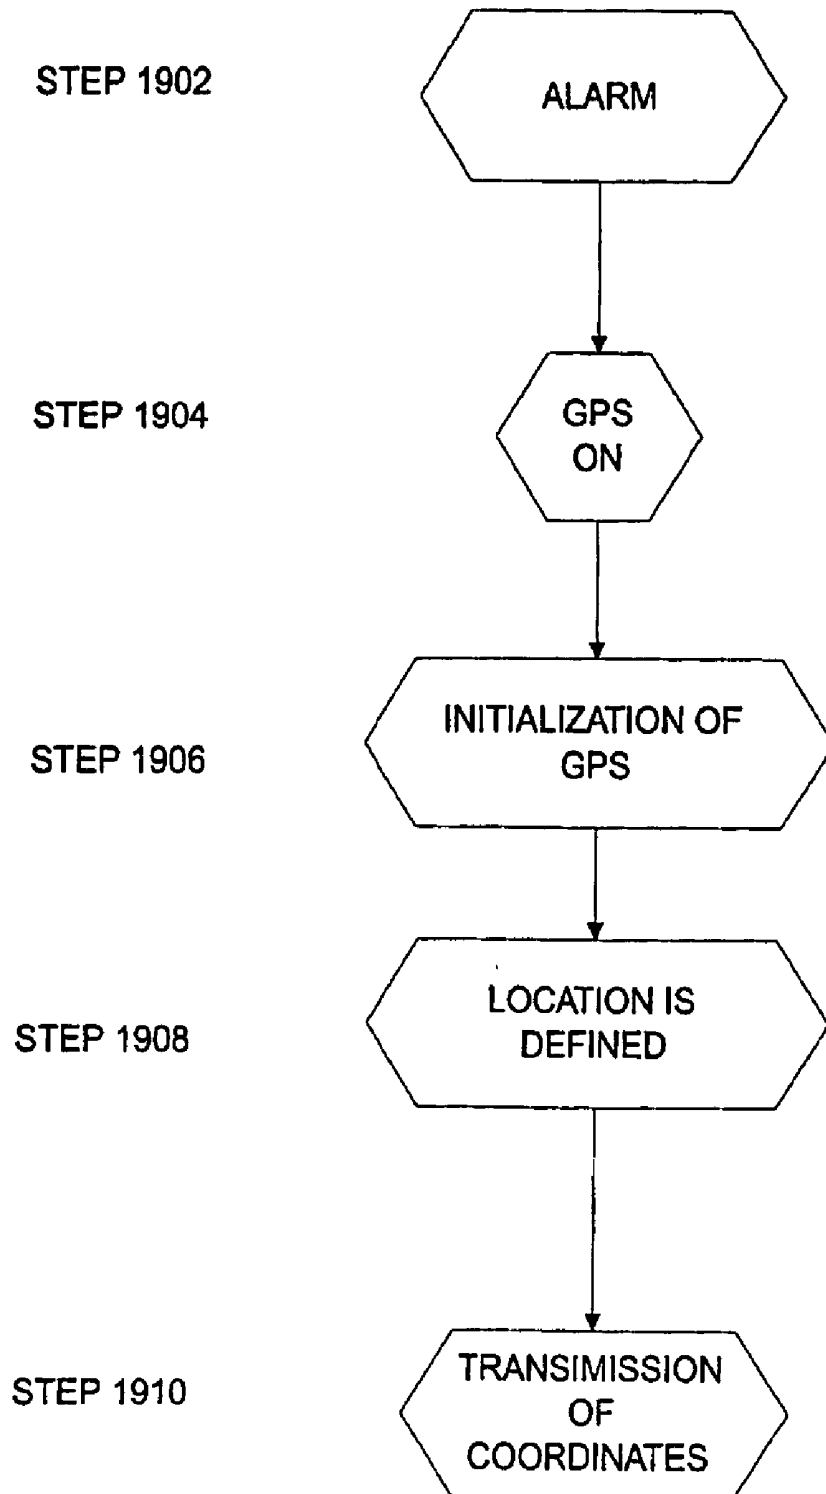 STEP 1902
ALARM
STEP 1904
GPS
ON
STEP 1906
INITIALIZATION OF
GPS
STEP 1908
LOCATION IS
DEFINED
STEP 1910
TRANSIMISSION
OF
COORDINATES